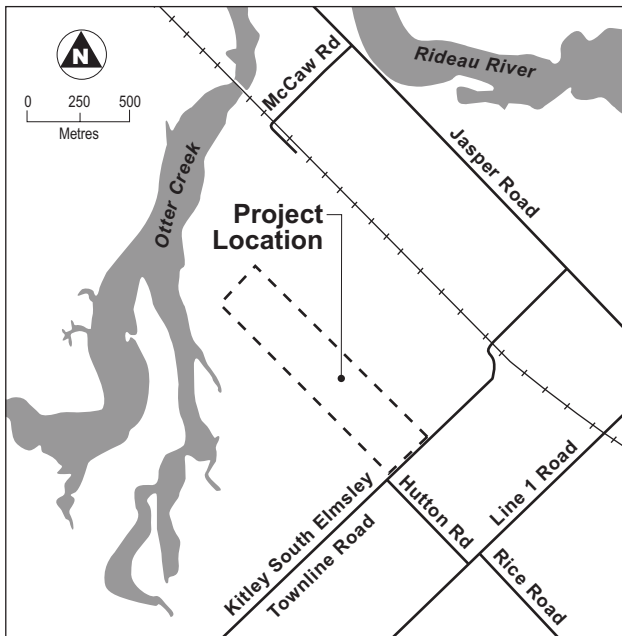 N
0 250 500
Metres
McCaw Rd
Rideau River
Jasper Road
Otter Creek
Project
Location
Kitley South Elmsley
Townline Road
Hutton Rd
Line 1 Road
Rice Road